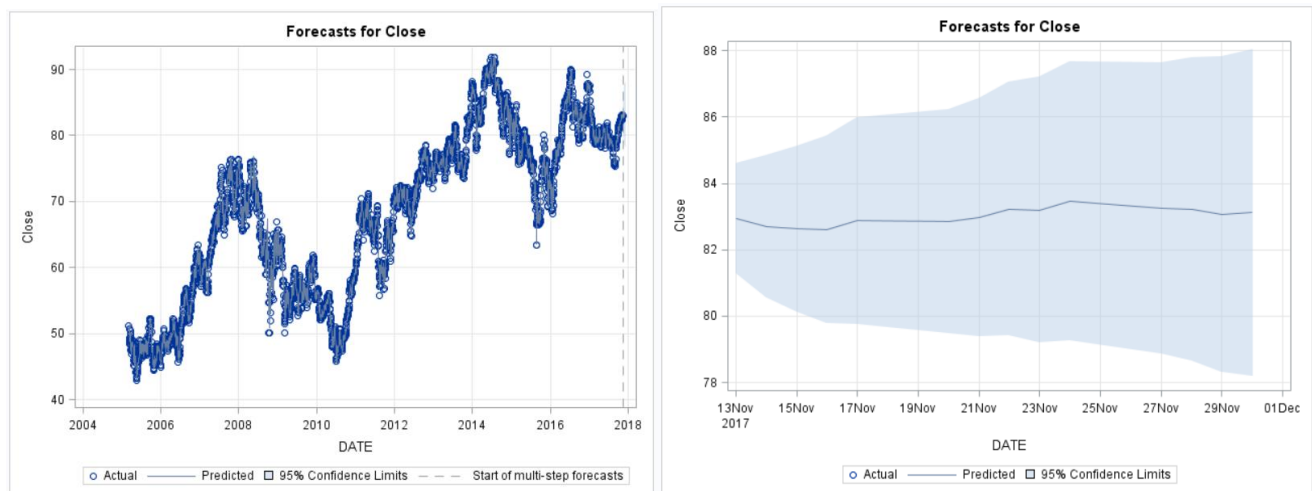 Forecasts for Close
90
80
70
60
50
40
Close
2004 2006 2008 2010 2012 2014 2016 2018
DATE
Actual Predicted 95% Confidence Limits Start of multi-step forecasts
Forecasts for Close
88
86
84
82
80
78
Close
13Nov 15Nov 17Nov 19Nov 21Nov 23Nov 25Nov 27Nov 29Nov 01Dec
2017
DATE
Actual Predicted 95% Confidence Limits